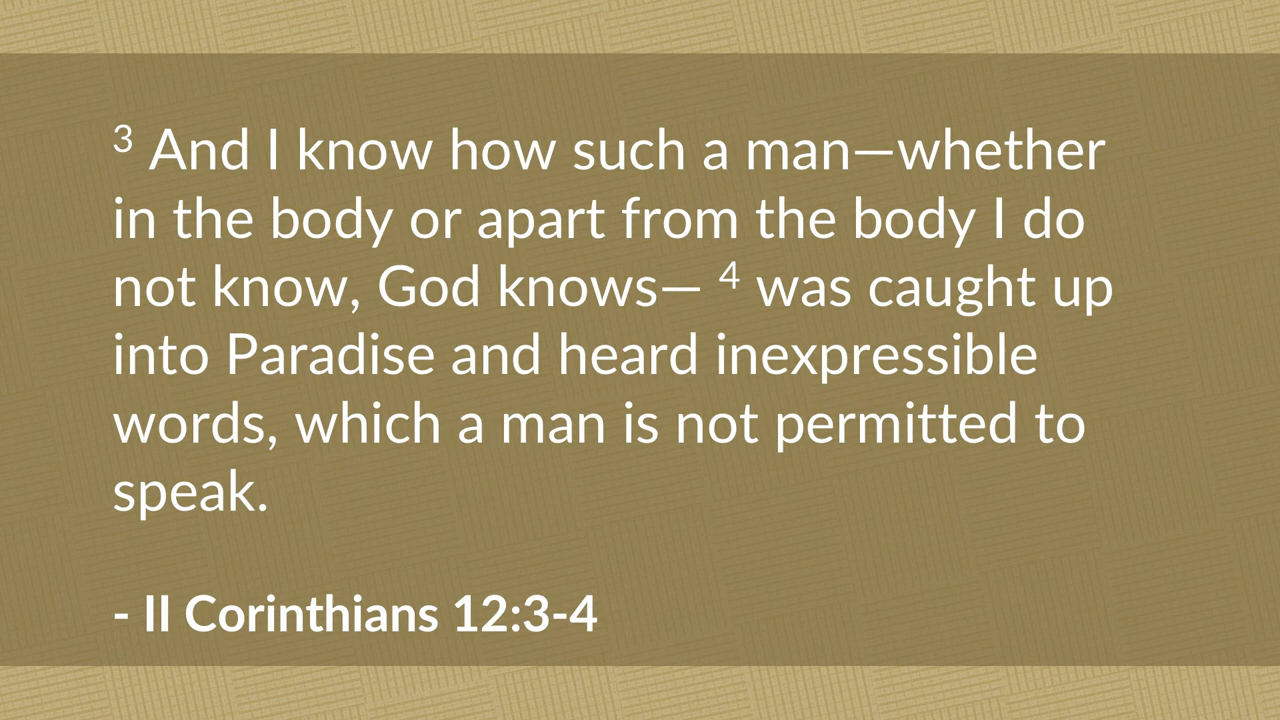 3 And I know how such a man—whether
in the body or apart from the body I do
not know, God knows— 4 was caught up
into Paradise and heard inexpressible
words, which a man is not permitted to
speak.
- II Corinthians 12:3-4